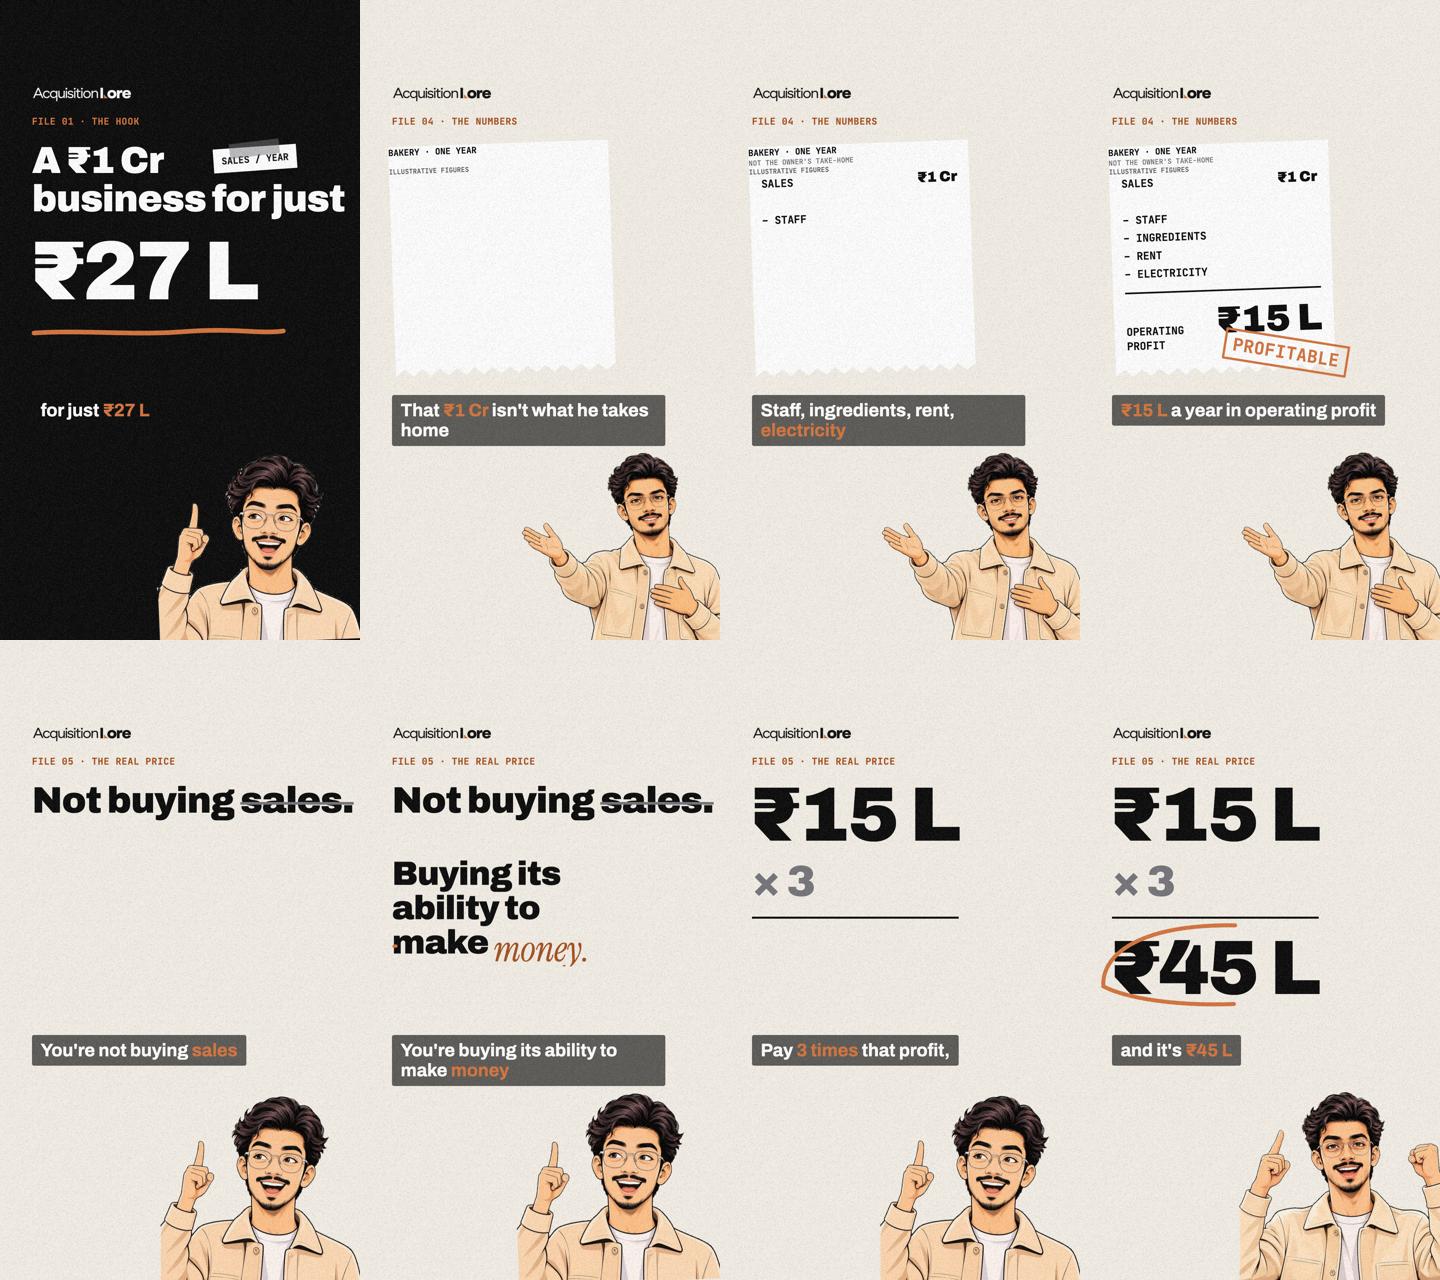 AcquisitionLore
FILE 01 · THE HOOK
A ₹1 Cr
SALES / YEAR
business for just
₹27 L
for just ₹27 L
AcquisitionLore
FILE 04 · THE NUMBERS
BAKERY · ONE YEAR
ILLUSTRATIVE FIGURES
That ₹1 Cr isn't what he takes
home
AcquisitionLore
FILE 04 · THE NUMBERS
BAKERY · ONE YEAR
NOT THE OWNER'S TAKE-HOME
ILLUSTRATIVE FIGURES
SALES ₹1 Cr
– STAFF
Staff, ingredients, rent,
electricity
AcquisitionLore
FILE 04 · THE NUMBERS
BAKERY · ONE YEAR
NOT THE OWNER'S TAKE-HOME
ILLUSTRATIVE FIGURES
SALES ₹1 Cr
– STAFF
– INGREDIENTS
– RENT
– ELECTRICITY
OPERATING
PROFIT
₹15 L
PROFITABLE
₹15 L a year in operating profit
AcquisitionLore
FILE 05 · THE REAL PRICE
Not buying sales.
You're not buying sales
AcquisitionLore
FILE 05 · THE REAL PRICE
Not buying sales.
Buying its
ability to
make money.
You're buying its ability to
make money
AcquisitionLore
FILE 05 · THE REAL PRICE
₹15 L
× 3
Pay 3 times that profit,
AcquisitionLore
FILE 05 · THE REAL PRICE
₹15 L
× 3
₹45 L
and it's ₹45 L